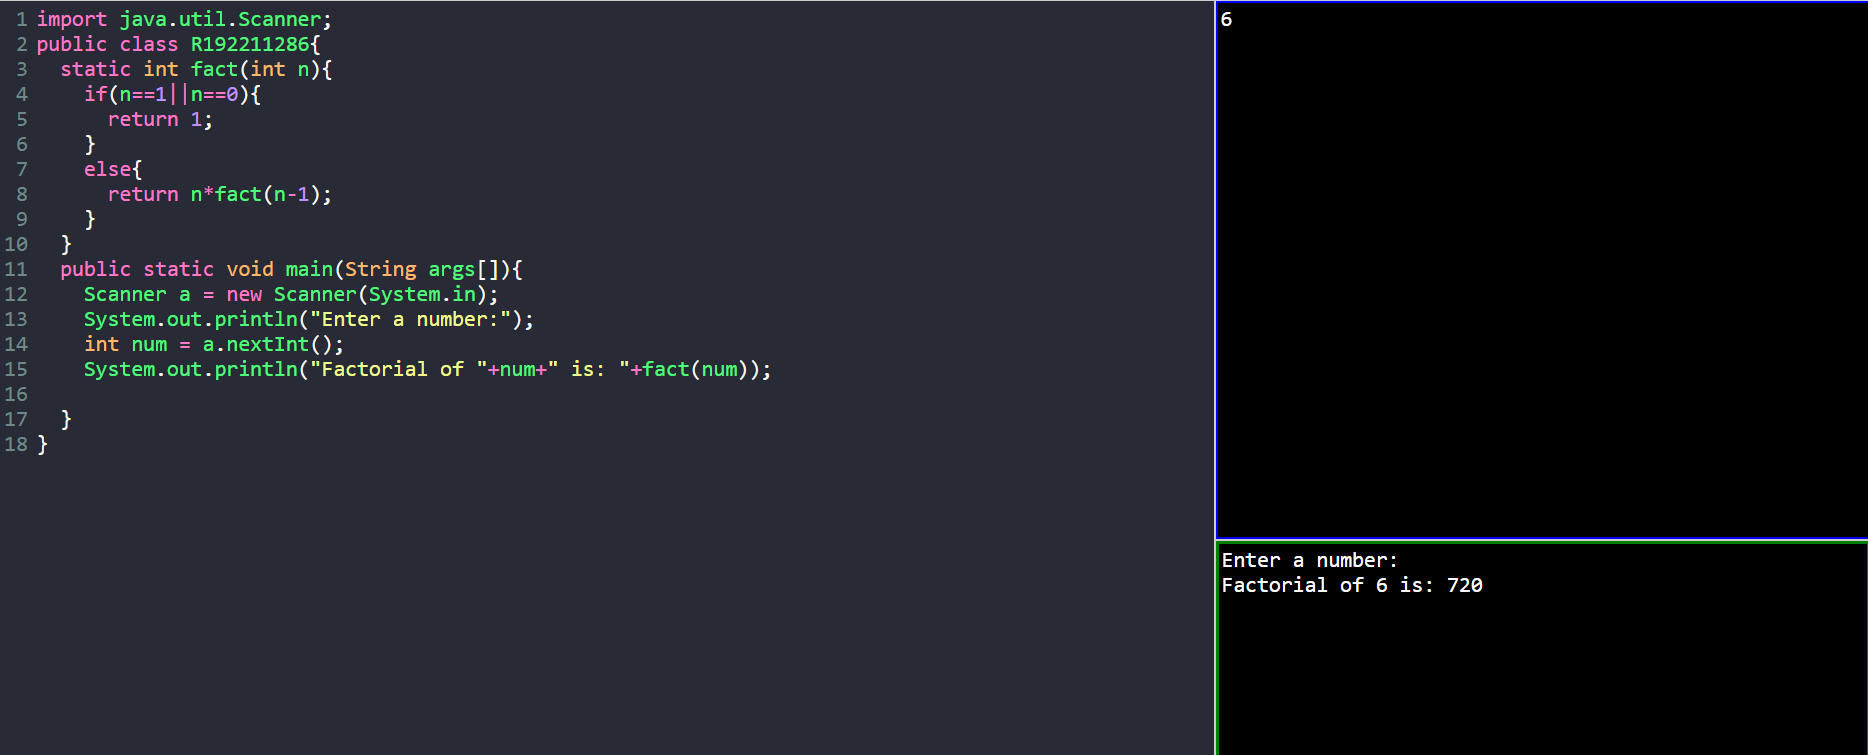 1 import java.util.Scanner;
2 public class R192211286{
3   static int fact(int n){
4     if(n==1||n==0){
5       return 1;
6     }
7     else{
8       return n*fact(n-1);
9     }
10   }
11   public static void main(String args[]){
12     Scanner a = new Scanner(System.in);
13     System.out.println("Enter a number:");
14     int num = a.nextInt();
15     System.out.println("Factorial of "+num+" is: "+fact(num));
16
17   }
18 }
6
Enter a number:
Factorial of 6 is: 720